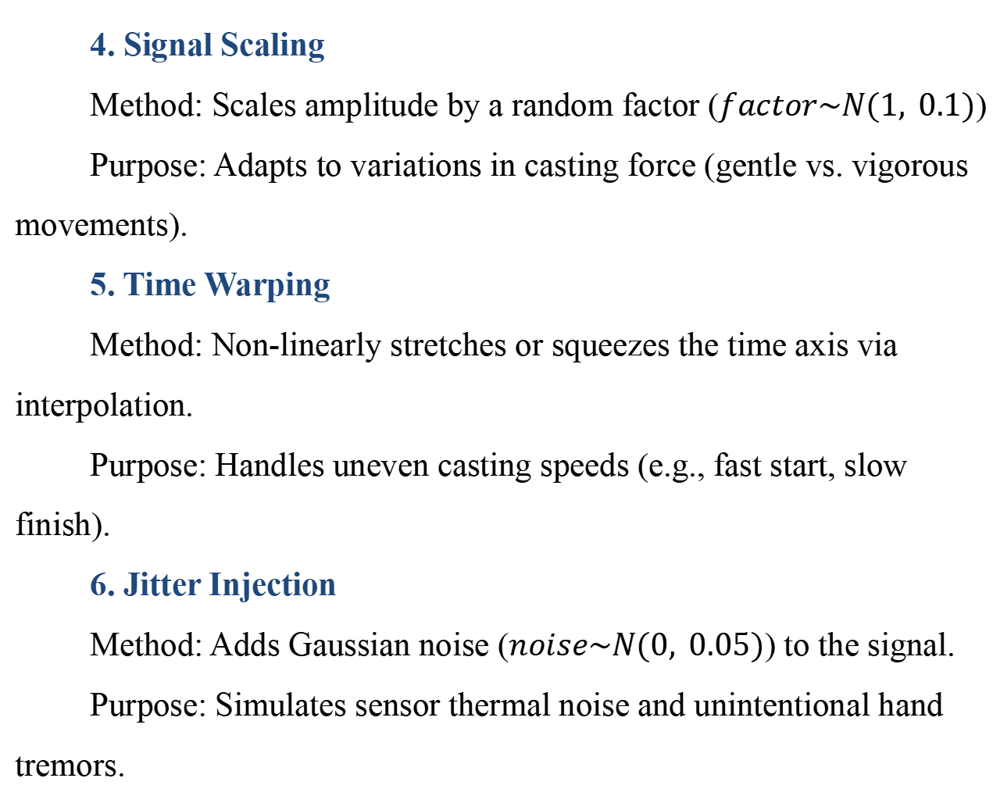 4. Signal Scaling
Method: Scales amplitude by a random factor (factor~N(1, 0.1))
Purpose: Adapts to variations in casting force (gentle vs. vigorous
movements).
5. Time Warping
Method: Non-linearly stretches or squeezes the time axis via
interpolation.
Purpose: Handles uneven casting speeds (e.g., fast start, slow
finish).
6. Jitter Injection
Method: Adds Gaussian noise (noise~N(0, 0.05)) to the signal.
Purpose: Simulates sensor thermal noise and unintentional hand
tremors.